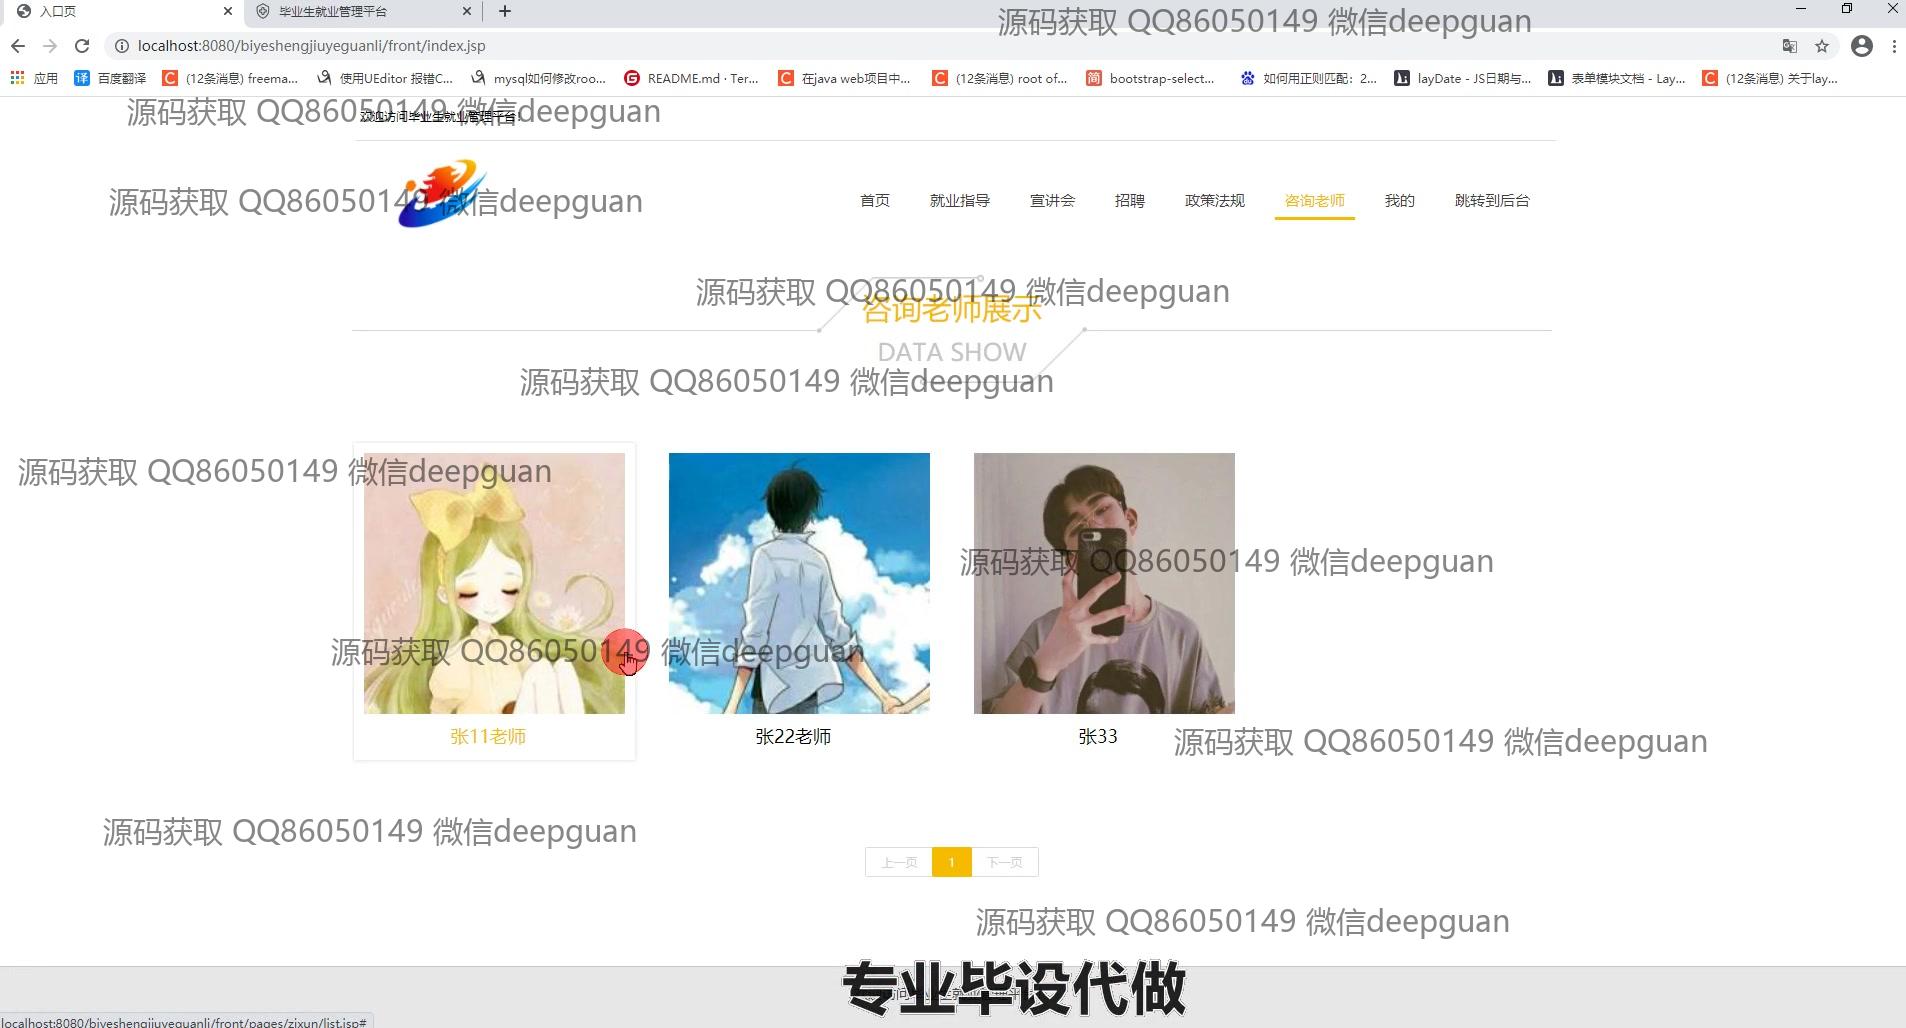 入口页
毕业生就业管理平台
源码获取 QQ86050149 微信deepguan
localhost:8080/biyeshengjiuyeguanli/front/index.jsp
应用
百度翻译
(12条消息) freema...
使用UEditor 报错C...
mysql如何修改roo...
README.md · Ter...
在java web项目中...
(12条消息) root of...
bootstrap-select...
如何用正则匹配：2...
layDate - JS日期与...
表单模块文档 - Lay...
(12条消息) 关于lay...
源码获取 QQ86050149 微信deepguan
欢迎访问毕业生就业管理平台!
源码获取 QQ86050149 微信deepguan
首页 就业指导 宣讲会 招聘 政策法规 咨询老师 我的 跳转到后台
源码获取 QQ86050149 微信deepguan
咨询老师展示
DATA SHOW
源码获取 QQ86050149 微信deepguan
源码获取 QQ86050149 微信deepguan
源码获取 QQ86050149 微信deepguan
源码获取 QQ86050149 微信deepguan
张11老师
张22老师
张33
源码获取 QQ86050149 微信deepguan
源码获取 QQ86050149 微信deepguan
上一页 1 下一页
源码获取 QQ86050149 微信deepguan
专业毕设代做
localhost:8080/biyeshengjiuyeguanli/front/pages/zixun/list.jsp#